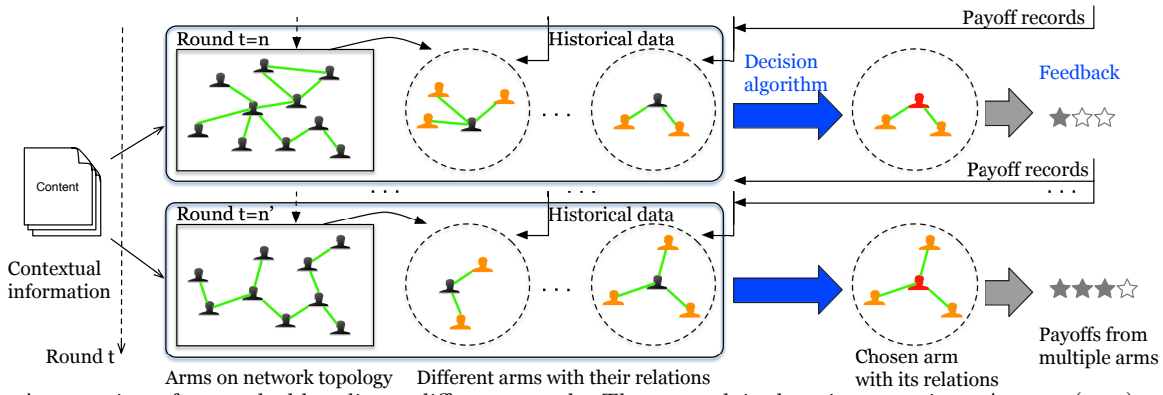 Payoff records
Round t=n
Historical data
Decision
algorithm
Feedback
. . .
Content
Payoff records
. . .
. . .
. . .
Round t=n’
Historical data
. . .
Contextual
information
Round t
Payoffs from
multiple arms
Chosen arm
with its relations
Arms on network topology
Different arms with their relations